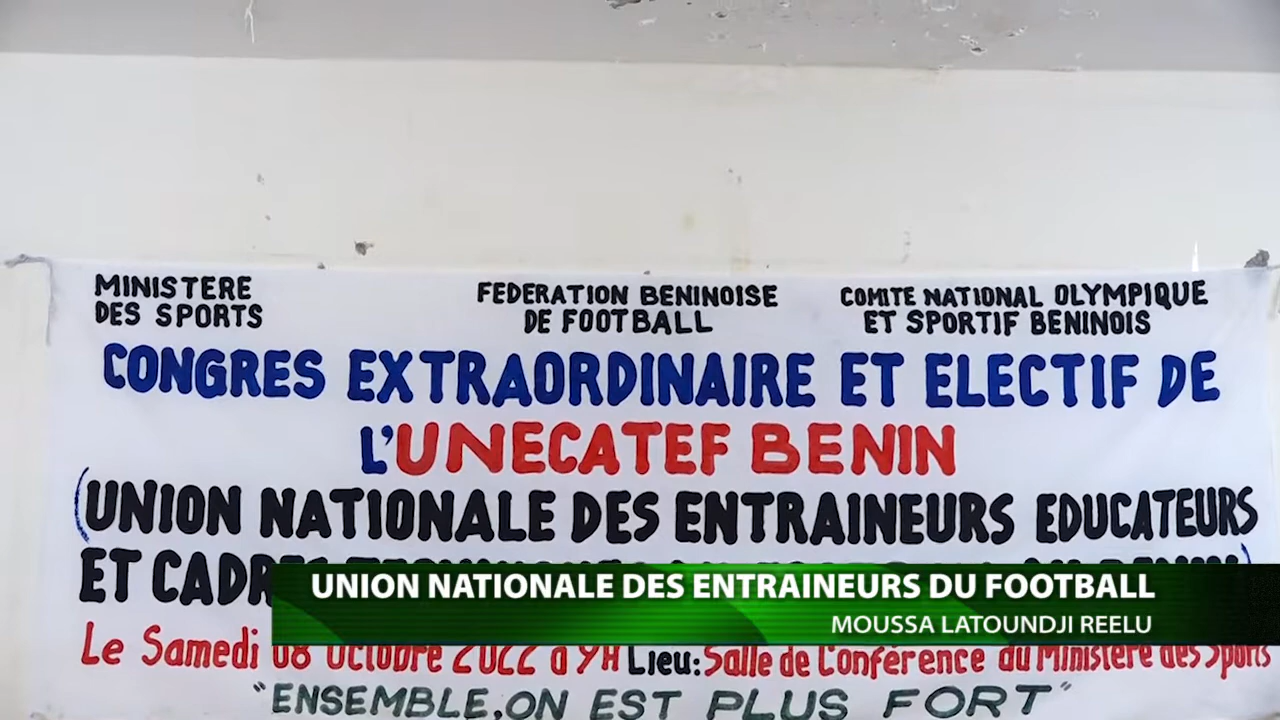 MINISTERE
DES SPORTS
FEDERATION BENINOISE
DE FOOTBALL
COMITE NATIONAL OLYMPIQUE
ET SPORTIF BENINOIS
CONGRES EXTRAORDINAIRE ET ELECTIF DE
L'UNECATEF BENIN
(UNION NATIONALE DES ENTRAINEURS EDUCATEURS
ET
UNION NATIONALE DES ENTRAINEURS DU FOOTBALL
MOUSSA LATOUNDJI REELU
Le Samedi 08 Octobre 2022 à 9H Lieu: Salle de Conférence du Ministère des Sports
"ENSEMBLE, ON EST PLUS FORT"